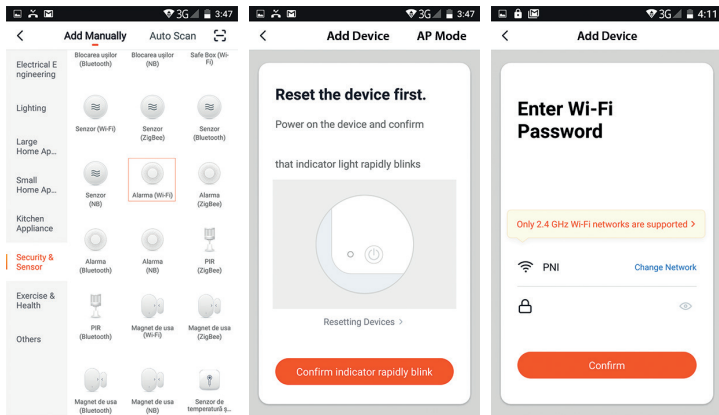 3G 3:47
Add Manually Auto Scan
Electrical E
ngineering
Lighting
Large
Home Ap...
Small
Home Ap...
Kitchen
Appliance
Security &
Sensor
Exercise &
Health
Others
Blocarea ușilor
(Bluetooth)
Blocarea ușilor
(NB)
Safe Box (Wi-
Fi)
Senzor (Wi-Fi)
Senzor
(ZigBee)
Senzor
(Bluetooth)
Senzor
(NB)
Alarma (Wi-Fi)
Alarma
(ZigBee)
Alarma
(Bluetooth)
Alarma
(NB)
PIR
(ZigBee)
PIR
(Bluetooth)
Magnet de usa
(Wi-Fi)
Magnet de usa
(ZigBee)
Magnet de usa
(Bluetooth)
Magnet de usa
(NB)
Senzor de
temperatură ș...
3G 3:47
Add Device AP Mode
Reset the device first.
Power on the device and confirm
that indicator light rapidly blinks
Resetting Devices >
Confirm indicator rapidly blink
3G 4:11
Add Device
Enter Wi-Fi
Password
Only 2.4 GHz Wi-Fi networks are supported >
PNI Change Network
Confirm